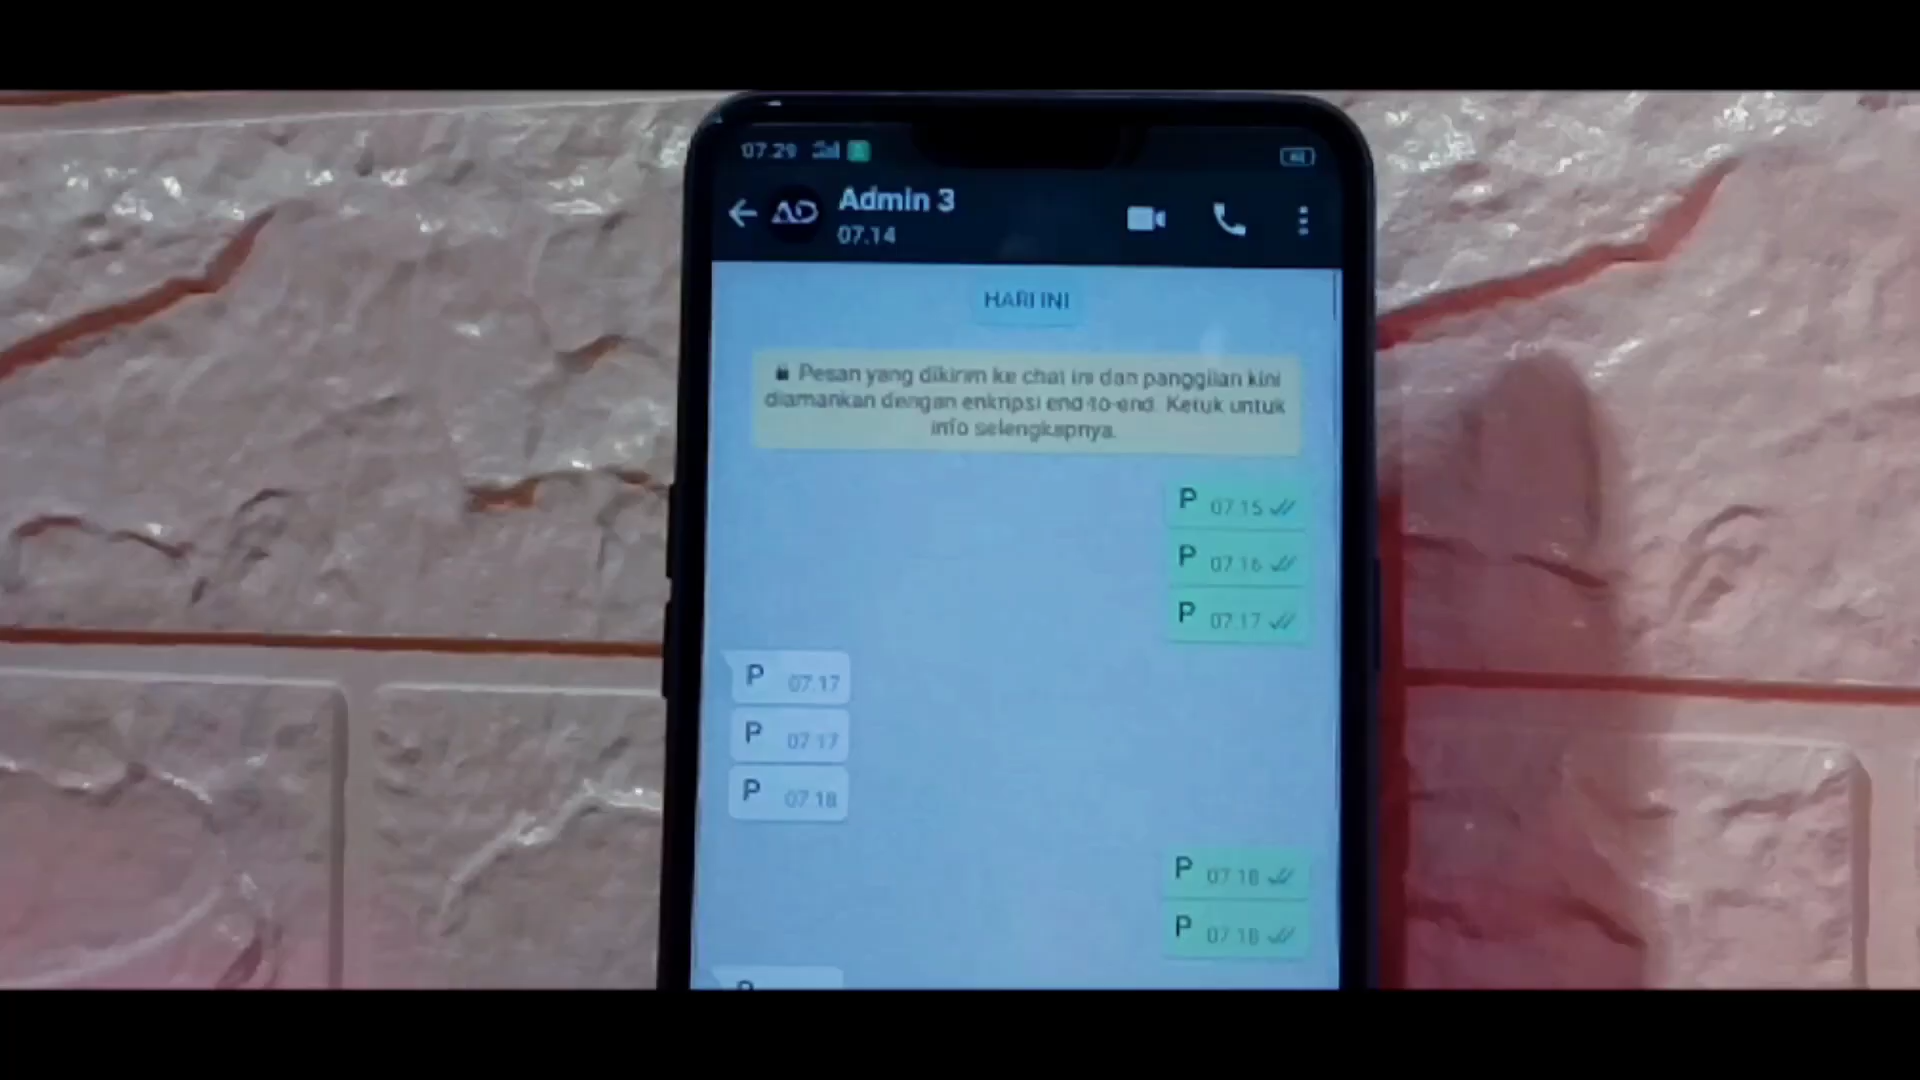 07.29
Admin 3
07.14
HARI INI
Pesan yang dikirim ke chat ini dan panggilan kini
diamankan dengan enkripsi end-to-end. Ketuk untuk
info selengkapnya.
P 07.15
P 07.16
P 07.17
P 07.17
P 07.17
P 07.18
P 07.18
P 07.18
P